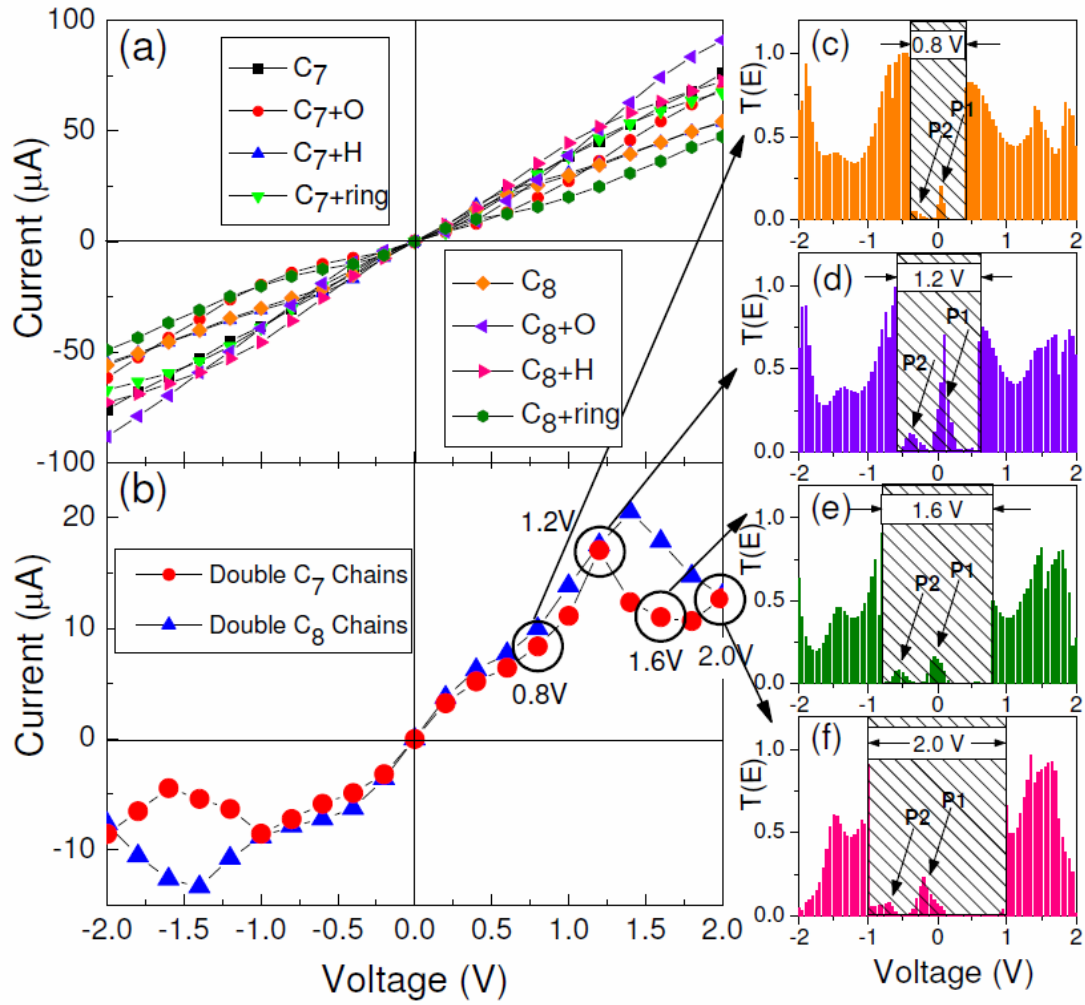 (a)
C7
C7+O
C7+H
C7+ring
C8
C8+O
C8+H
C8+ring
100
50
0
-50
-100
Current (μA)
(b)
Double C7 Chains
Double C8 Chains
1.2V
0.8V
1.6V
2.0V
20
10
0
-10
Current (μA)
-2.0 -1.5 -1.0 -0.5 0.0 0.5 1.0 1.5 2.0
Voltage (V)
(c)
0.8 V
P1
P2
T(E)
1.0
0.5
0.0
-2 -1 0 1 2
(d)
1.2 V
P1
P2
T(E)
1.0
0.5
0.0
-2 -1 0 1 2
(e)
1.6 V
P2 P1
T(E)
1.0
0.5
0.0
-2 -1 0 1 2
(f)
2.0 V
P1
P2
T(E)
1.0
0.5
0.0
-2 -1 0 1 2
Voltage (V)